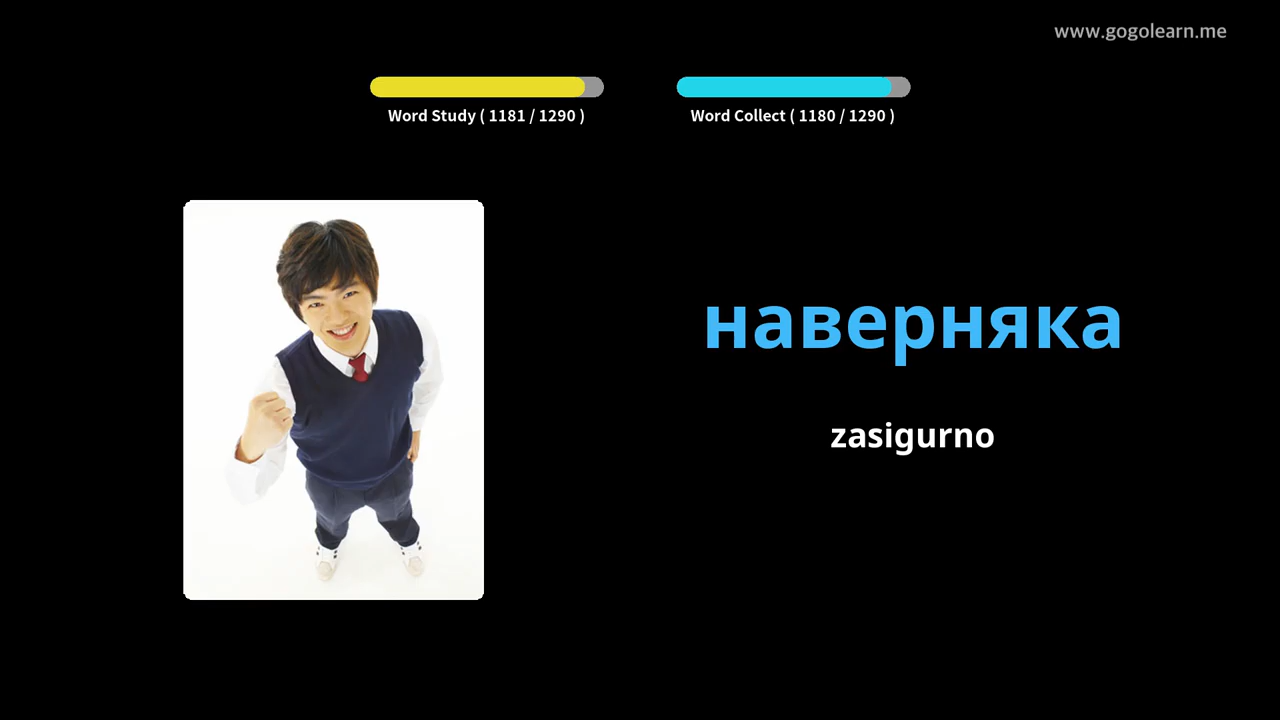 www.gogolearn.me
Word Study ( 1181 / 1290 )
Word Collect ( 1180 / 1290 )
наверняка
zasigurno